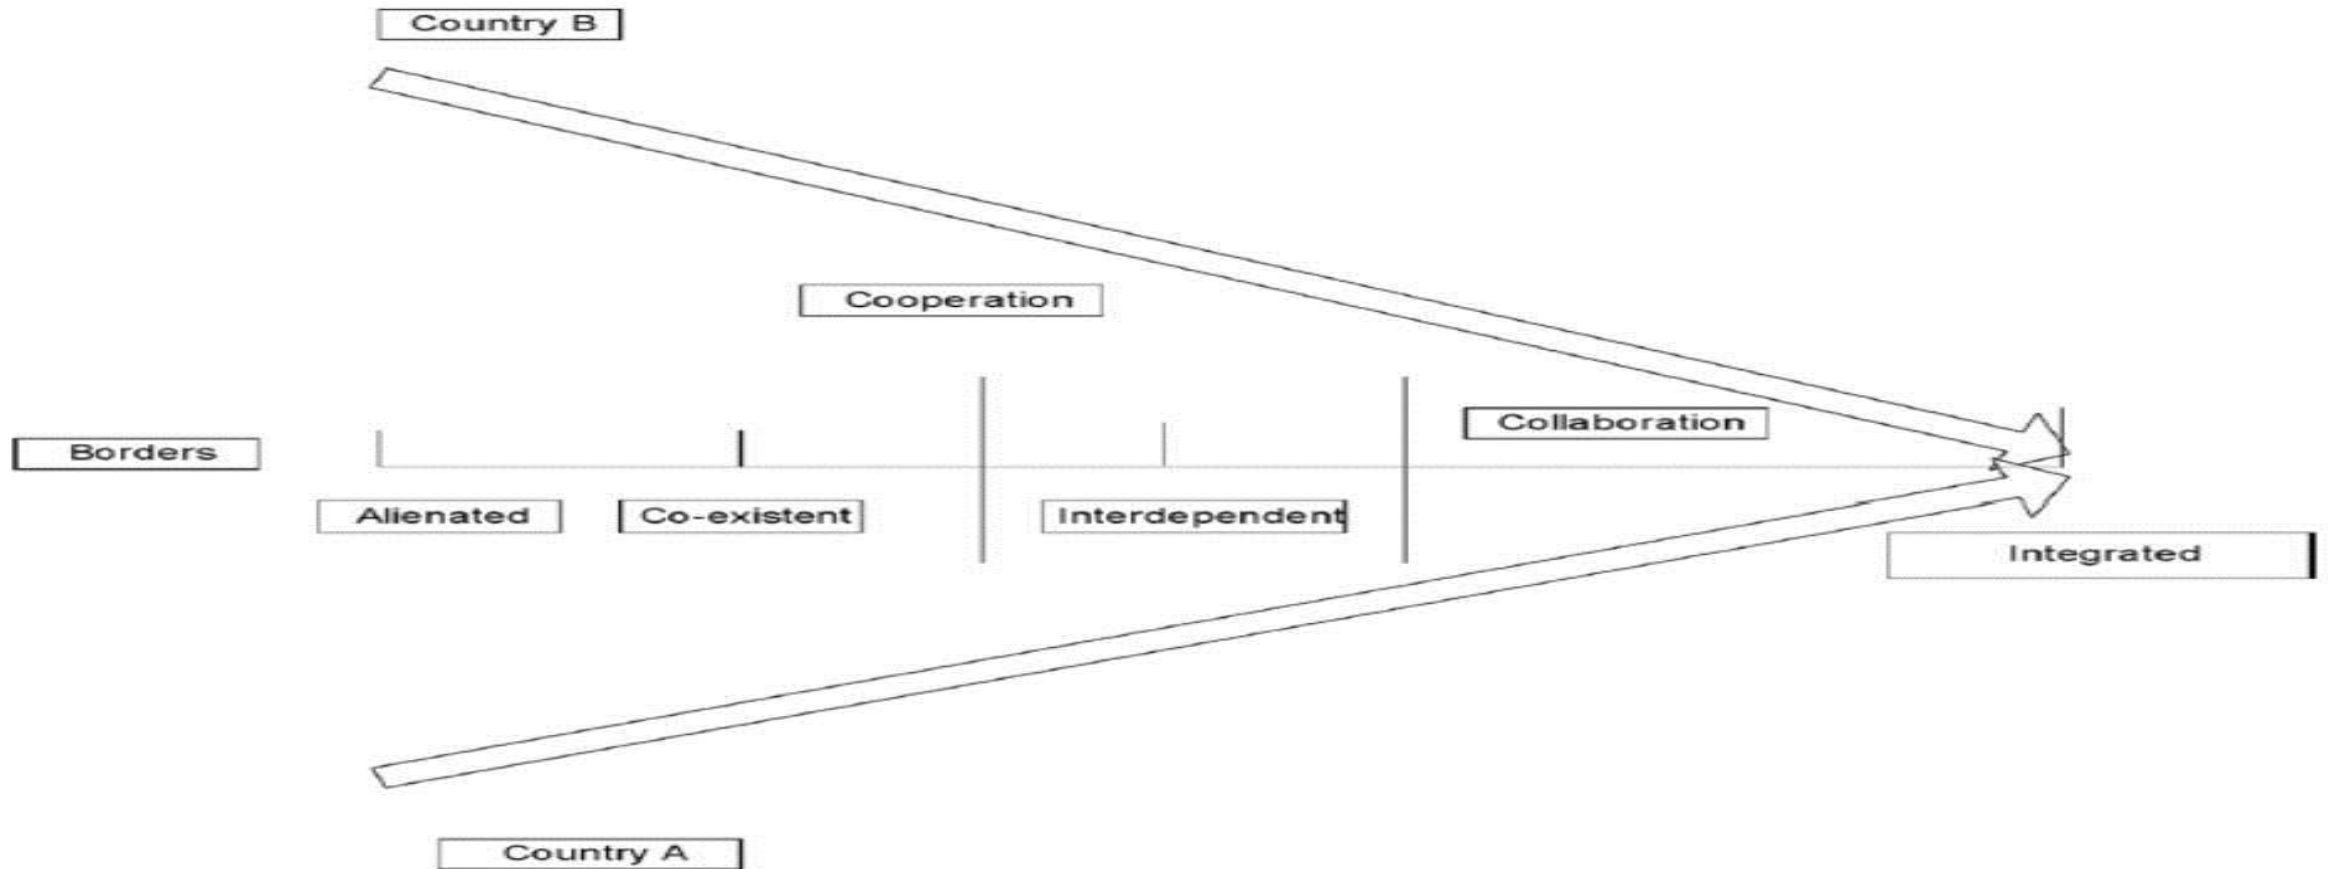 Country B
Cooperation
Collaboration
Borders
Alienated
Co-existent
Interdependent
Integrated
Country A